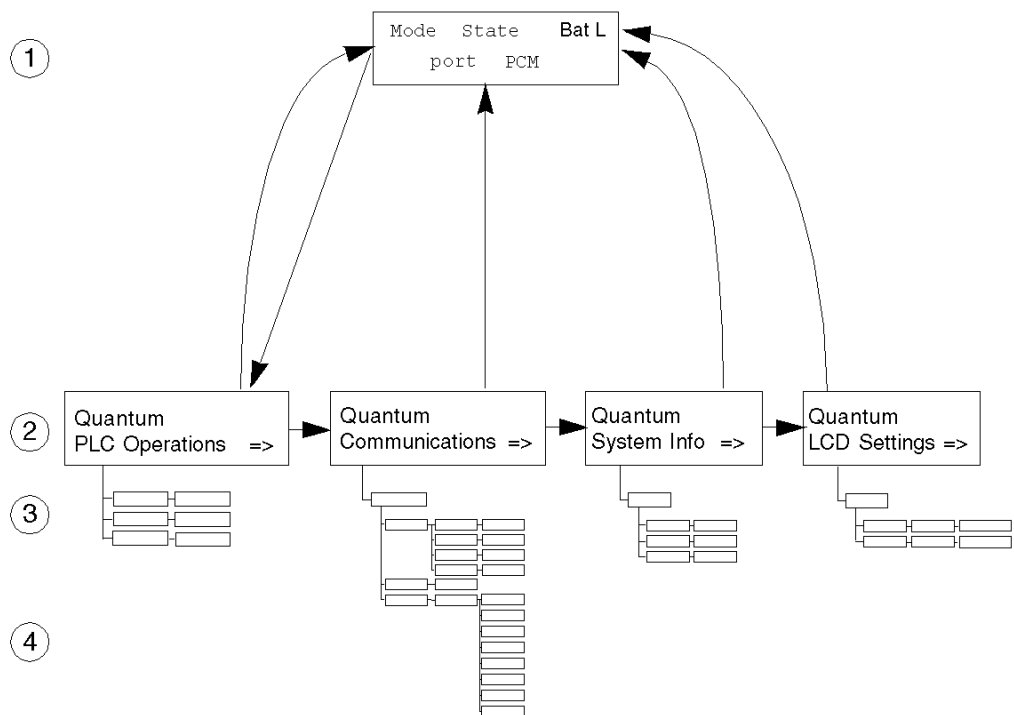 1
Mode State Bat L
port PCM
2
Quantum
PLC Operations =>
Quantum
Communications =>
Quantum
System Info =>
Quantum
LCD Settings =>
3
4